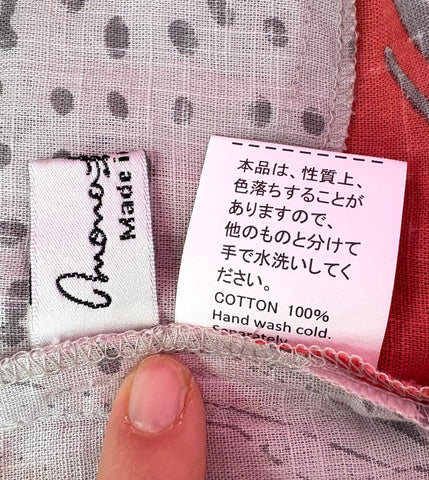 Made i
本品は、性質上、
色落ちすることが
ありますので、
他のものと分けて
手で水洗いしてく
ださい。
COTTON 100%
Hand wash cold.
Separately